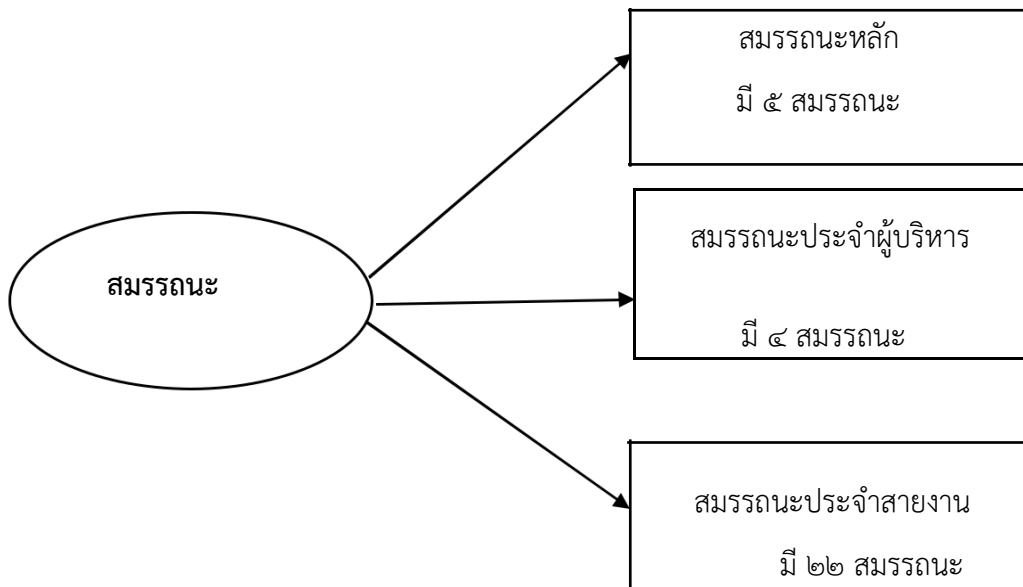 สมรรถนะหลัก
มี ๕ สมรรถนะ
สมรรถนะประจำผู้บริหาร
มี ๔ สมรรถนะ
สมรรถนะ
สมรรถนะประจำสายงาน
มี ๒๒ สมรรถนะ